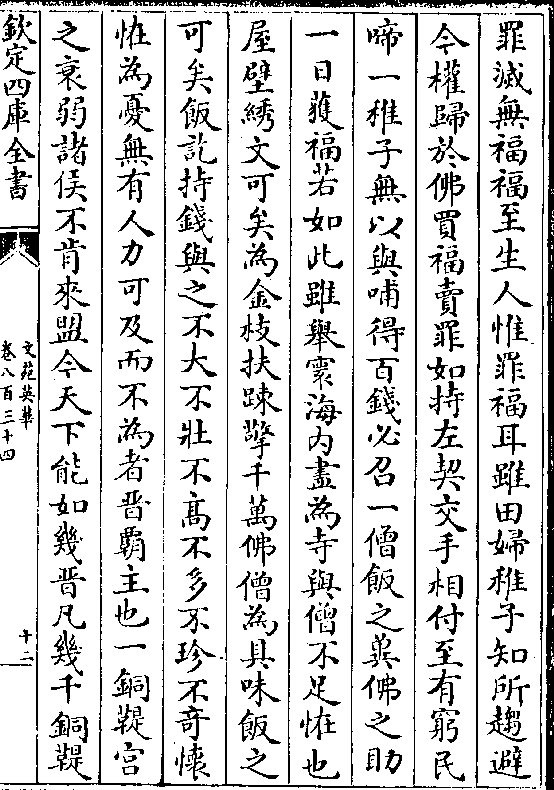 罪滅無福福至生人惟罪福耳雖田婦稚子知所趨避
今權歸於佛買福賣罪如持左契交手相付至有窮民
啼一稚子無以與哺得百錢必召一僧飯之兾佛之助
一日獲福若如此雖舉寰海內盡為寺與僧不足恠也
屋壁綉文可矣為金枝扶踈擎千萬佛僧為具味飯之
可矣飯訖持錢與之不大不壯不髙不多不珍不奇懐
恠為憂無有人力可及而不為者晋霸主也一銅鞮宫
之衰弱諸侯不肯來盟今天下能如幾晋凡幾千銅鞮
欽定四庫全書
文苑英華
卷八百三十四
十二